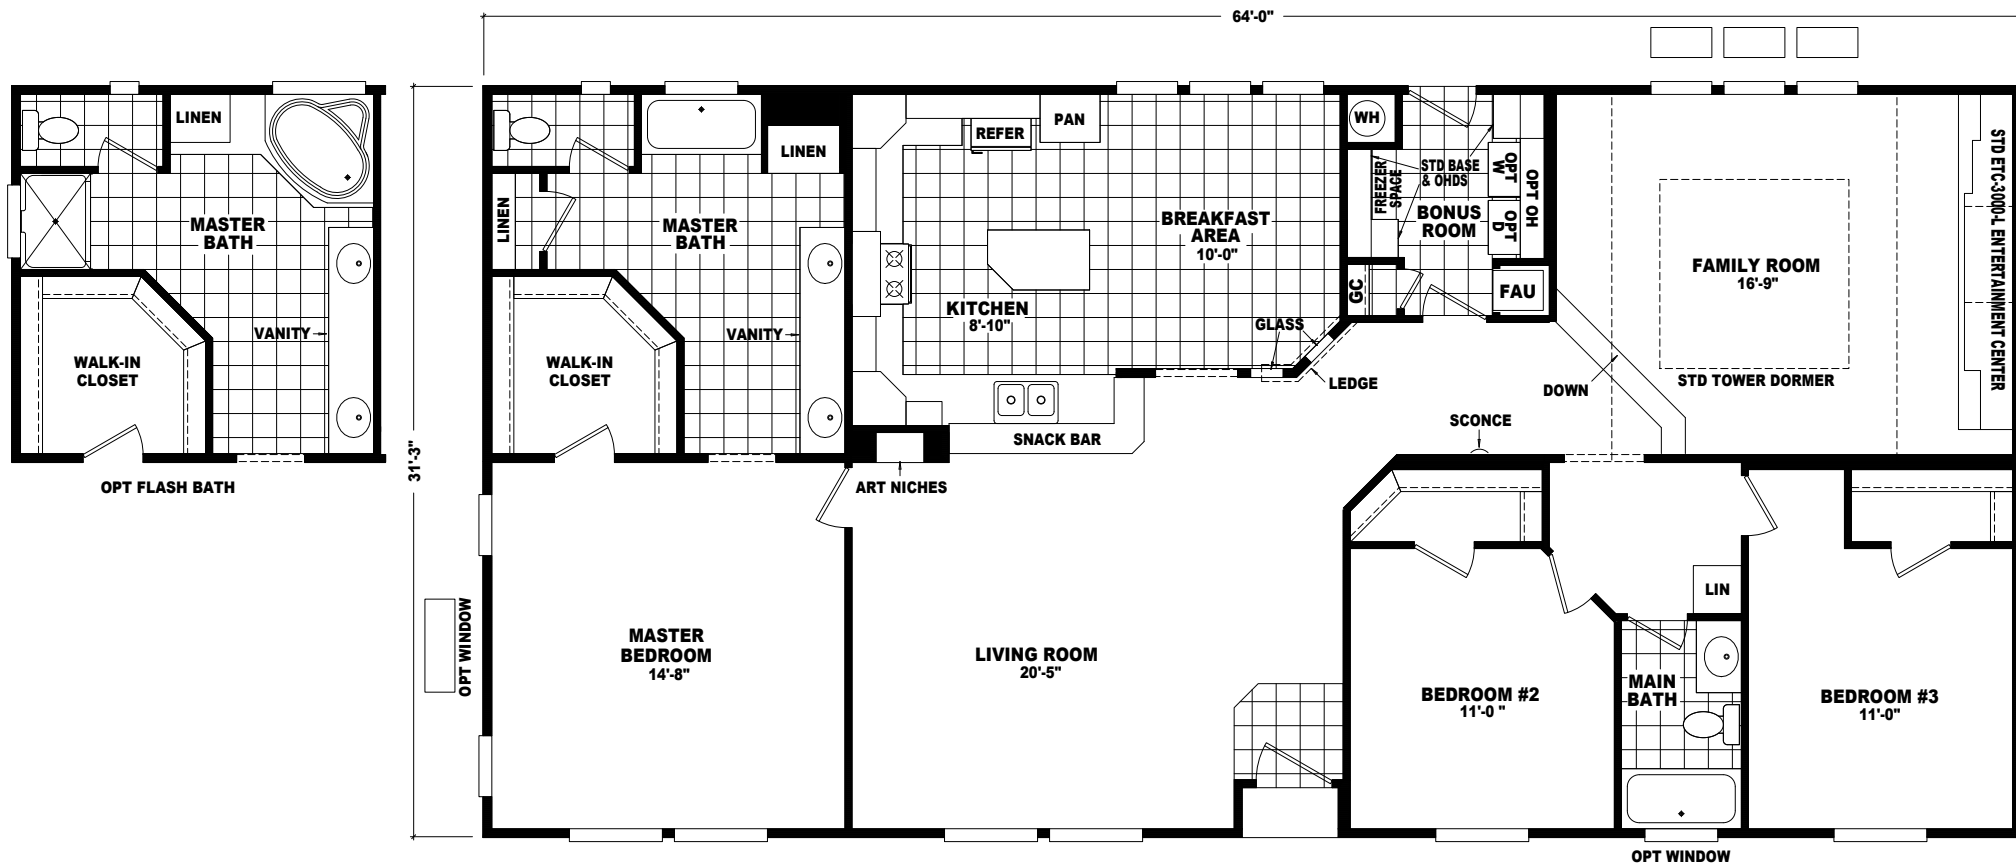 64'-0"
31'-3"
LINEN
MASTER
BATH
VANITY
WALK-IN
CLOSET
OPT FLASH BATH
LINEN
LINEN
MASTER
BATH
VANITY
WALK-IN
CLOSET
REFER
PAN
BREAKFAST
AREA
10'-0"
KITCHEN
8'-10"
GLASS
LEDGE
SNACK BAR
ART NICHES
WH
STD BASE
& OHDS
FREEZER
SPACE
BONUS
ROOM
OPT
W
OPT
D
OPT OH
GC
FAU
FAMILY ROOM
16'-9"
STD TOWER DORMER
STD ETC-3000-L ENTERTAINMENT CENTER
DOWN
SCONCE
OPT WINDOW
MASTER
BEDROOM
14'-8"
LIVING ROOM
20'-5"
BEDROOM #2
11'-0 "
LIN
MAIN
BATH
BEDROOM #3
11'-0"
OPT WINDOW